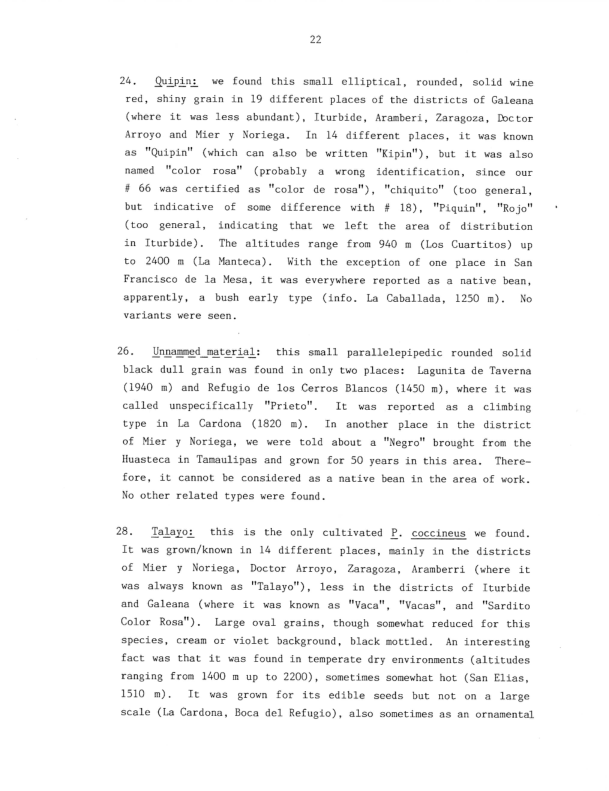 22
24. Quipin: we found this small elliptical, rounded, solid wine
red, shiny grain in 19 different places of the districts of Galeana
(where it was less abundant), Iturbide, Aramberi, Zaragoza, Doctor
Arroyo and Mier y Noriega. In 14 different places, it was known
as "Quipin" (which can also be written "Kipin"), but it was also
named "color rosa" (probably a wrong identification, since our
# 66 was certified as "color de rosa"), "chiquito" (too general,
but indicative of some difference with # 18), "Piquin", "Rojo"
(too general, indicating that we left the area of distribution
in Iturbide). The altitudes range from 940 m (Los Cuartitos) up
to 2400 m (La Manteca). With the exception of one place in San
Francisco de la Mesa, it was everywhere reported as a native bean,
apparently, a bush early type (info. La Caballada, 1250 m). No
variants were seen.
26. Unnammed material: this small parallelepipedic rounded solid
black dull grain was found in only two places: Lagunita de Taverna
(1940 m) and Refugio de los Cerros Blancos (1450 m), where it was
called unspecifically "Prieto". It was reported as a climbing
type in La Cardona (1820 m). In another place in the district
of Mier y Noriega, we were told about a "Negro" brought from the
Huasteca in Tamaulipas and grown for 50 years in this area. There-
fore, it cannot be considered as a native bean in the area of work.
No other related types were found.
28. Talayo: this is the only cultivated P. coccineus we found.
It was grown/known in 14 different places, mainly in the districts
of Mier y Noriega, Doctor Arroyo, Zaragoza, Aramberri (where it
was always known as "Talayo"), less in the districts of Iturbide
and Galeana (where it was known as "Vaca", "Vacas", and "Sardito
Color Rosa"). Large oval grains, though somewhat reduced for this
species, cream or violet background, black mottled. An interesting
fact was that it was found in temperate dry environments (altitudes
ranging from 1400 m up to 2200), sometimes somewhat hot (San Elias,
1510 m). It was grown for its edible seeds but not on a large
scale (La Cardona, Boca del Refugio), also sometimes as an ornamental